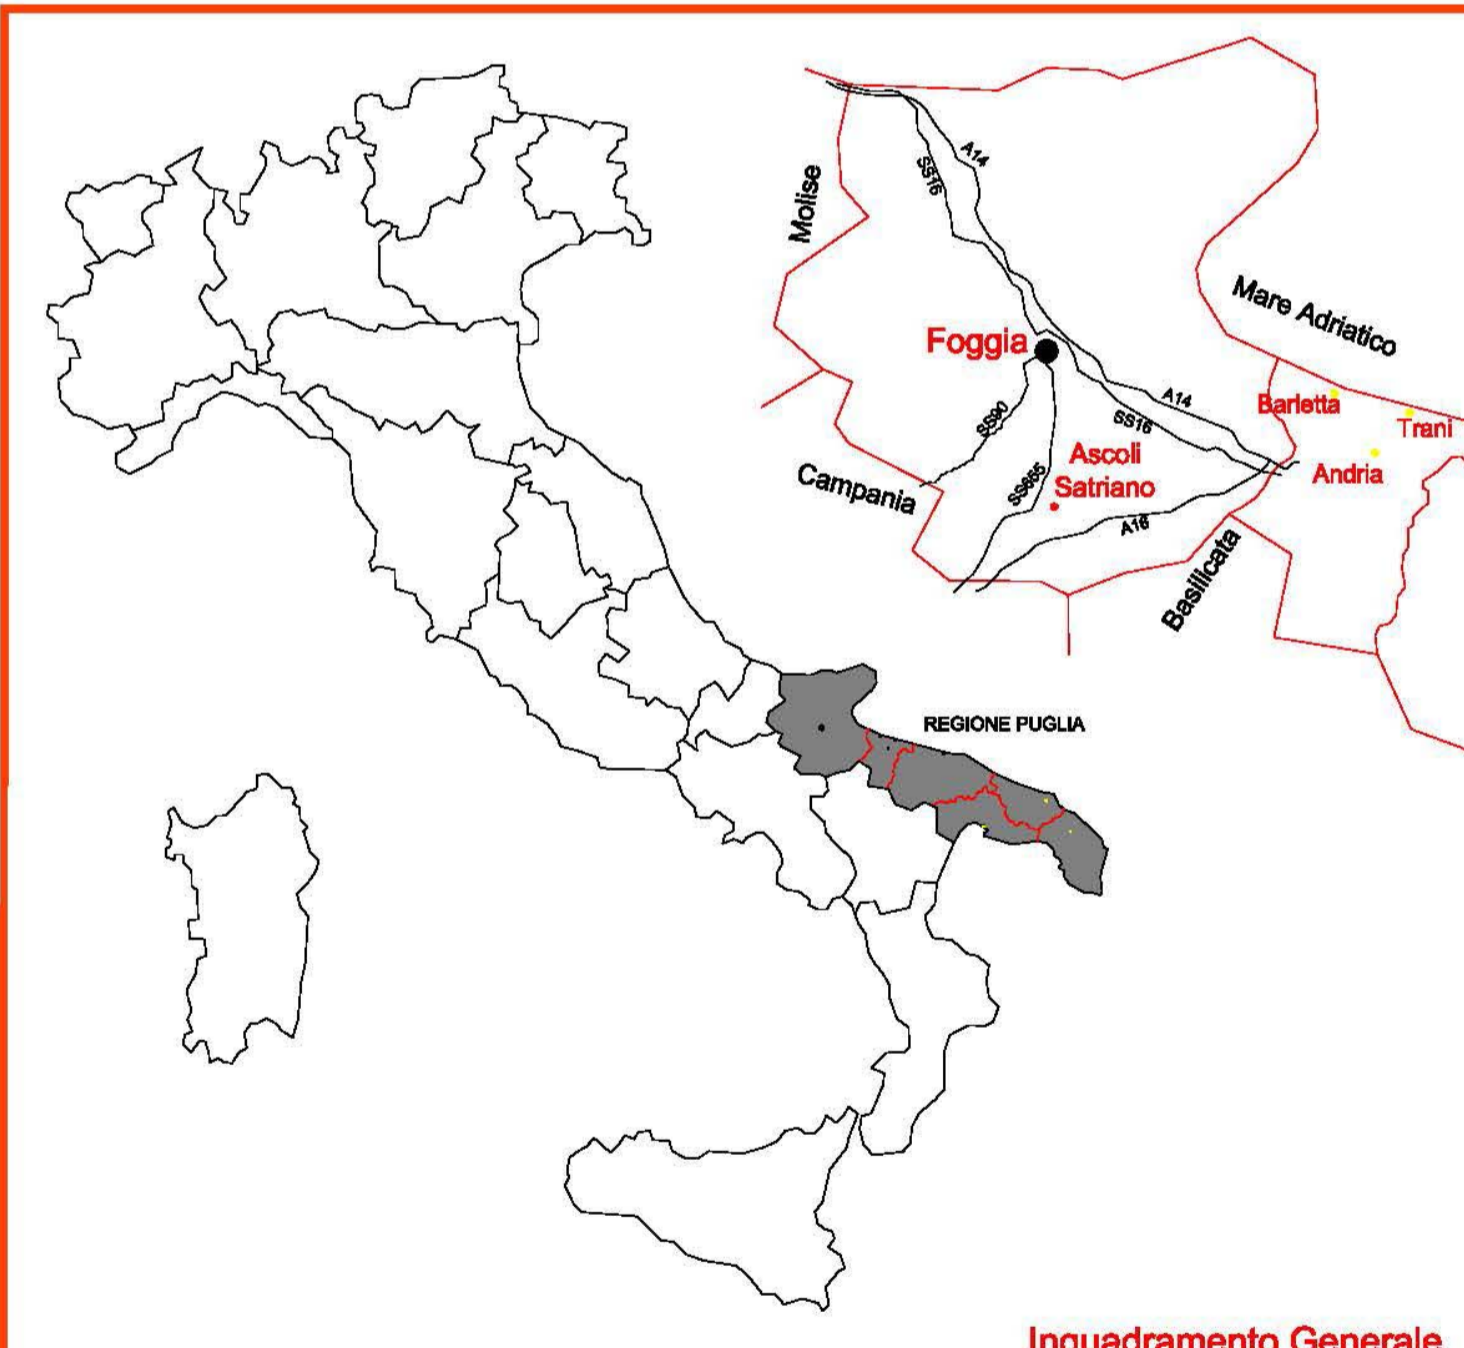 A14
SS16
Molise
Mare Adriatico
Foggia
A14
Barletta
SS90
SS16
Trani
Ascoli
Satriano
Andria
Campania
SS655
A16
Basilicata
REGIONE PUGLIA
Inquadramento Generale